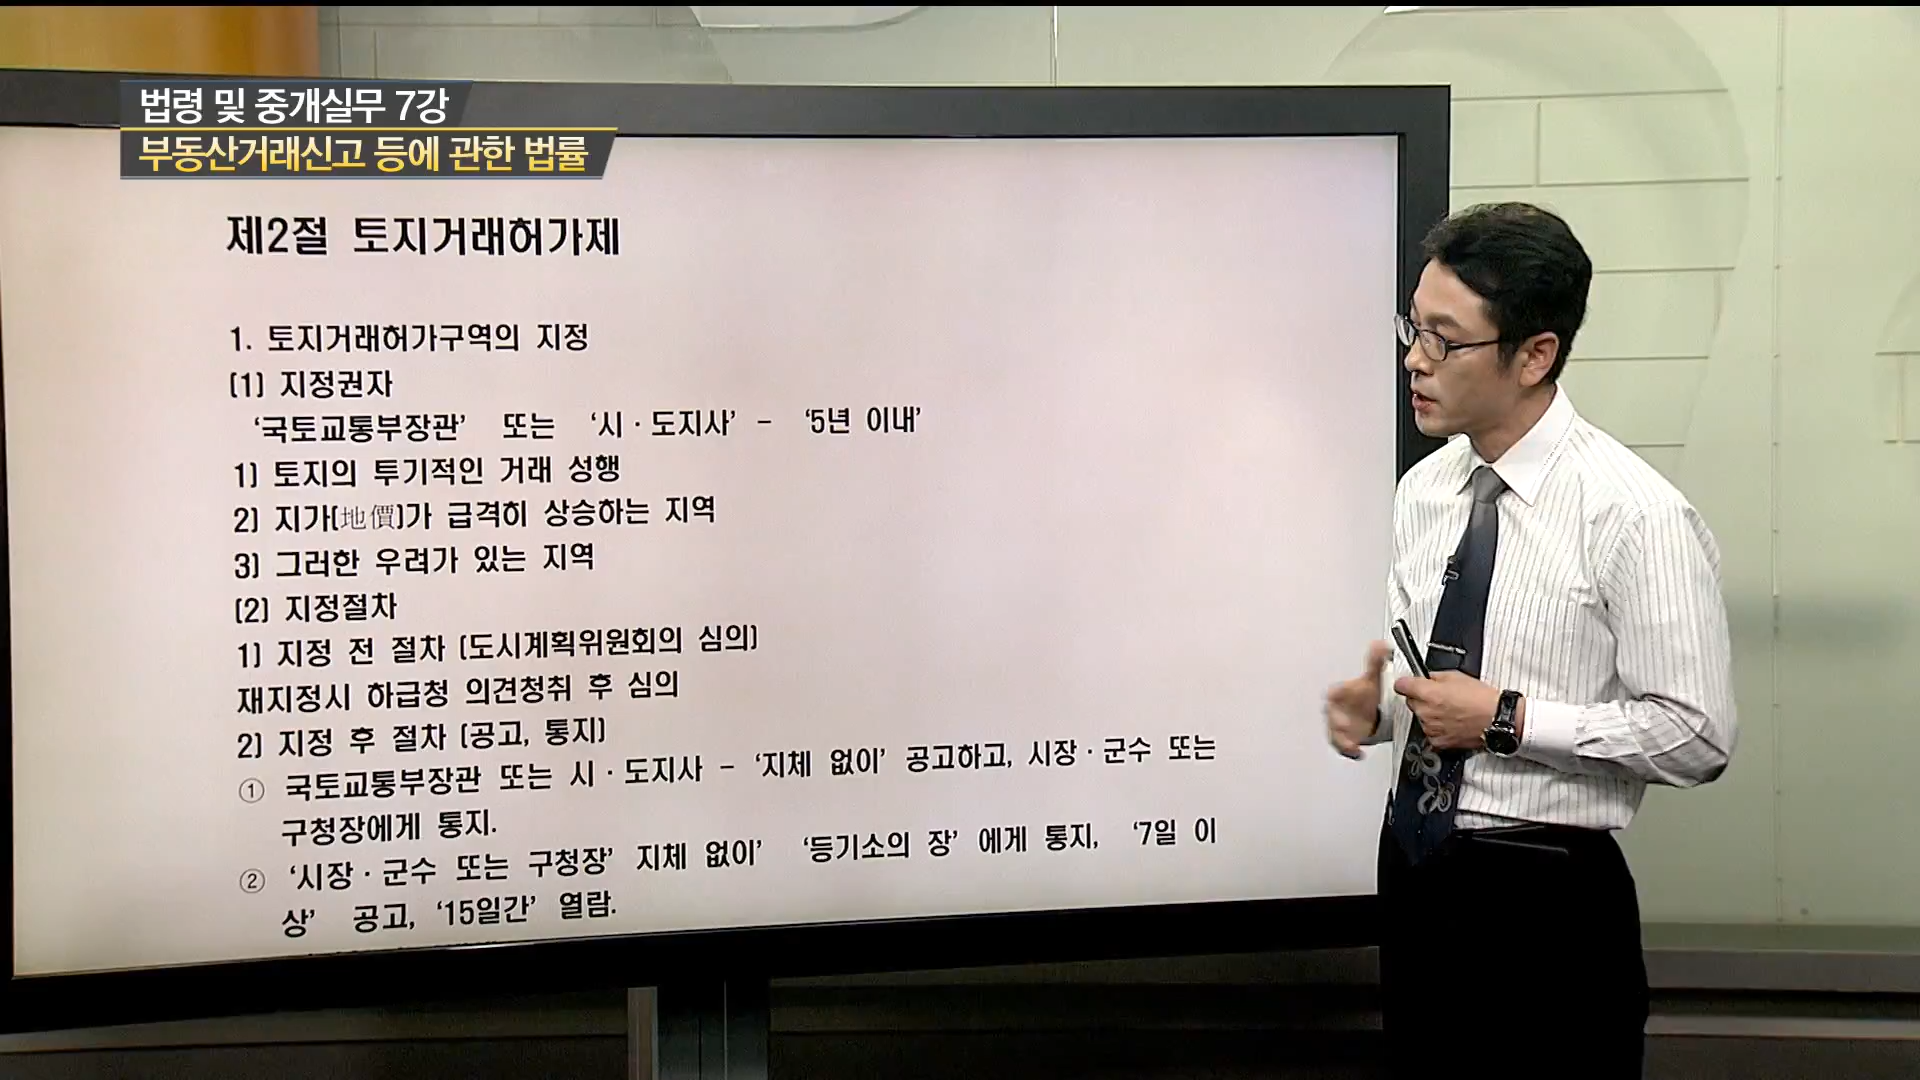 법령 및 중개실무 7강
부동산거래신고 등에 관한 법률
제2절 토지거래허가제
1. 토지거래허가구역의 지정
(1) 지정권자
‘국토교통부장관’ 또는 ‘시·도지사’ - ‘5년 이내’
1) 토지의 투기적인 거래 성행
2) 지가(地價)가 급격히 상승하는 지역
3) 그러한 우려가 있는 지역
(2) 지정절차
1) 지정 전 절차 (도시계획위원회의 심의)
재지정시 하급청 의견청취 후 심의
2) 지정 후 절차 (공고, 통지)
① 국토교통부장관 또는 시·도지사 - ‘지체 없이’ 공고하고, 시장·군수 또는
구청장에게 통지.
② ‘시장·군수 또는 구청장’ 지체 없이’ ‘등기소의 장’에게 통지, ‘7일 이
상’ 공고, ‘15일간’ 열람.